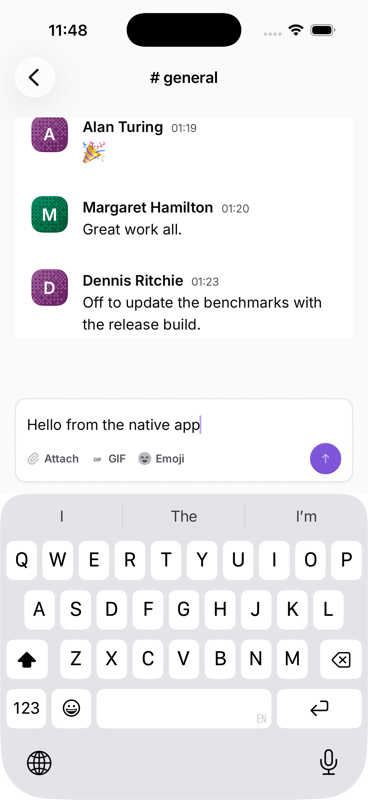 11:48
# general
A
Alan Turing 01:19
🎉
M
Margaret Hamilton 01:20
Great work all.
D
Dennis Ritchie 01:23
Off to update the benchmarks with
the release build.
Hello from the native app
Attach GIF GIF Emoji
I The I'm
Q W E R T Y U I O P
A S D F G H J K L
Z X C V B N M
123 EN